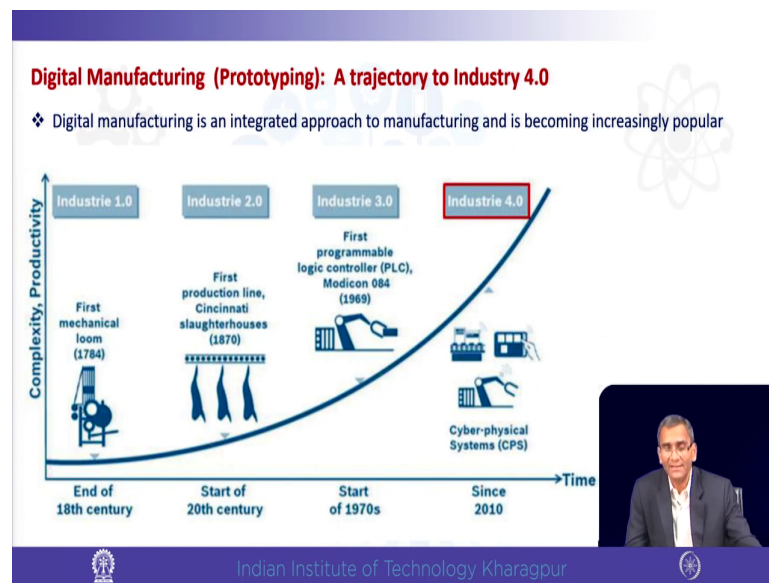 Digital Manufacturing (Prototyping): A trajectory to Industry 4.0
❖ Digital manufacturing is an integrated approach to manufacturing and is becoming increasingly popular
Complexity, Productivity
Industrie 1.0
Industrie 2.0
Industrie 3.0
Industrie 4.0
First
mechanical
loom
(1784)
First
production line,
Cincinnati
slaughterhouses
(1870)
First
programmable
logic controller (PLC),
Modicon 084
(1969)
Cyber-physical
Systems (CPS)
Time
End of
18th century
Start of
20th century
Start
of 1970s
Since
2010
Indian Institute of Technology Kharagpur